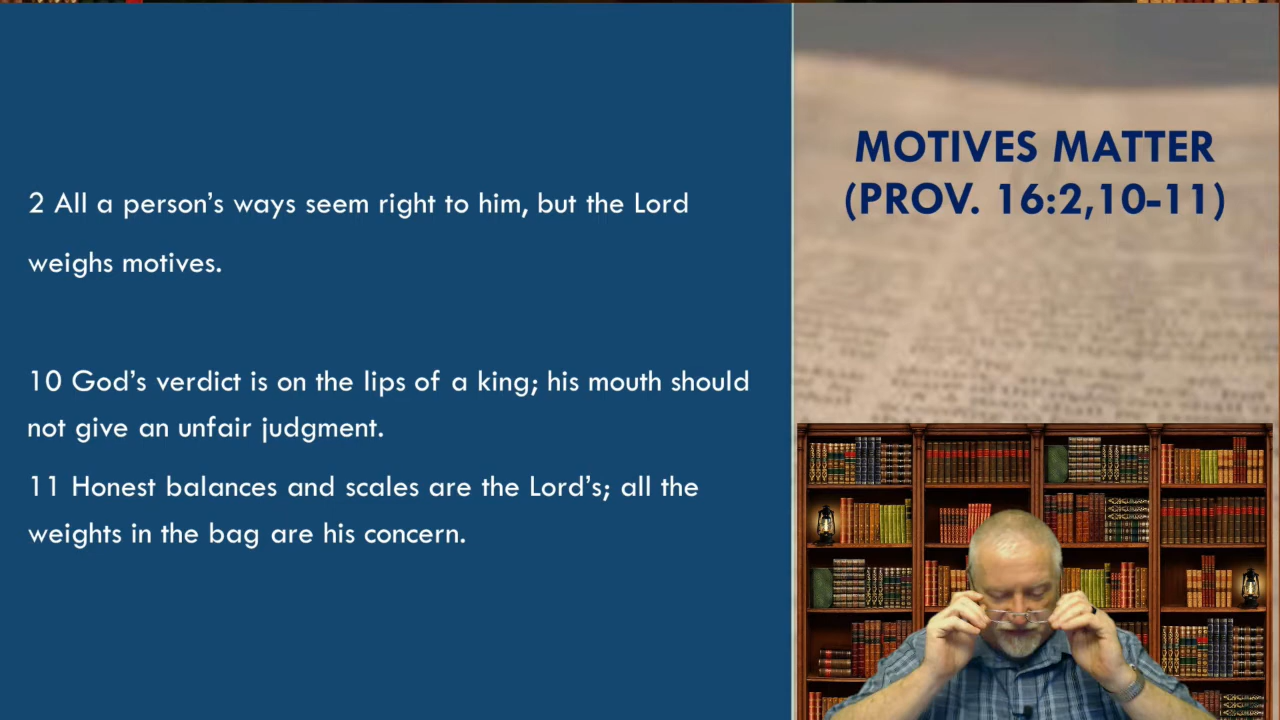 2 All a person’s ways seem right to him, but the Lord
weighs motives.
10 God’s verdict is on the lips of a king; his mouth should
not give an unfair judgment.
11 Honest balances and scales are the Lord’s; all the
weights in the bag are his concern.
MOTIVES MATTER
(PROV. 16:2,10-11)